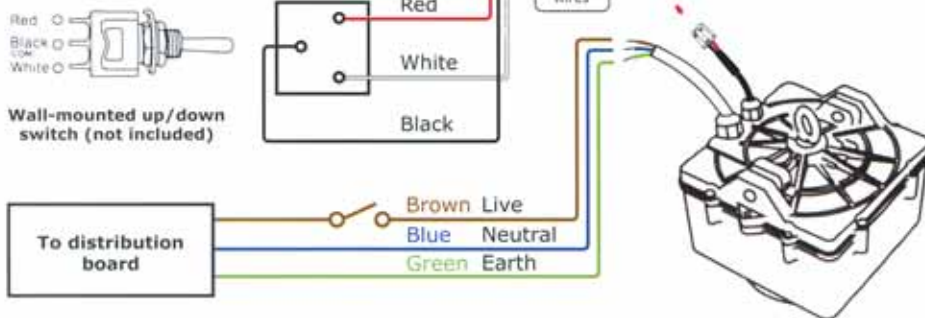 Red
wires
Red
Black
COM
White
White
Wall-mounted up/down
switch (not included)
Black
Brown Live
Blue Neutral
Green Earth
To distribution
board